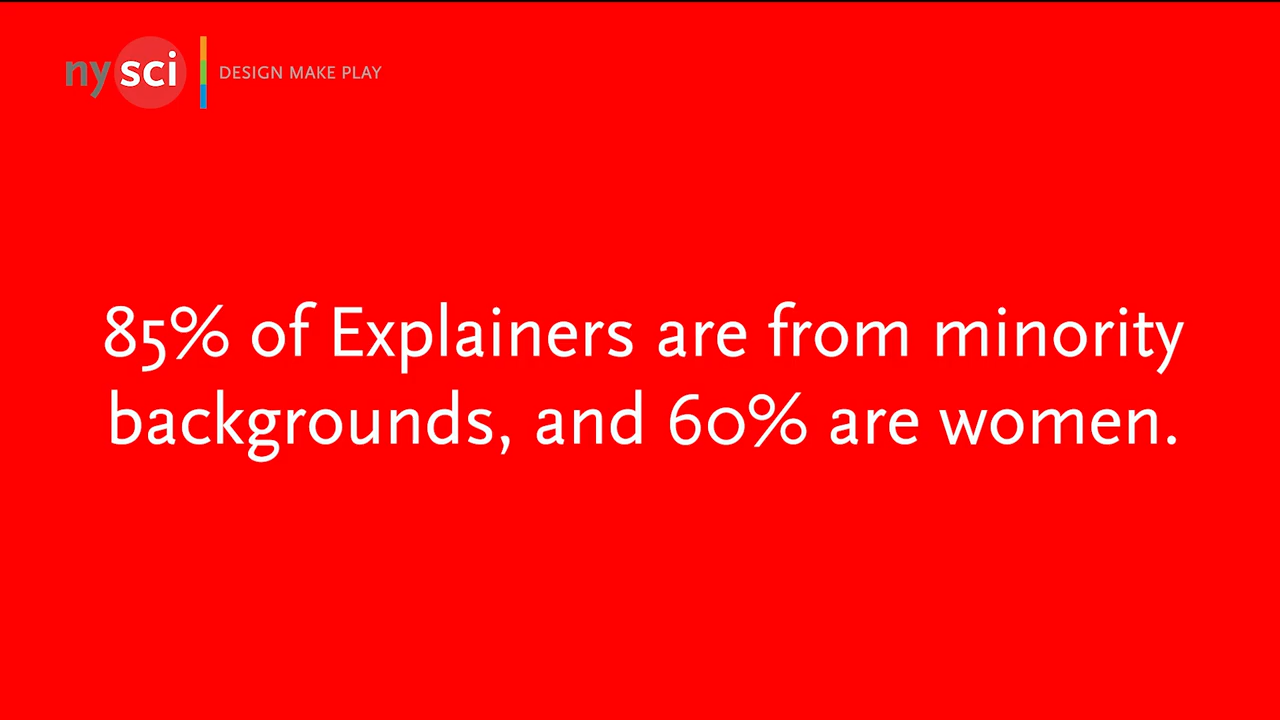 nysci DESIGN MAKE PLAY
85% of Explainers are from minority
backgrounds, and 60% are women.